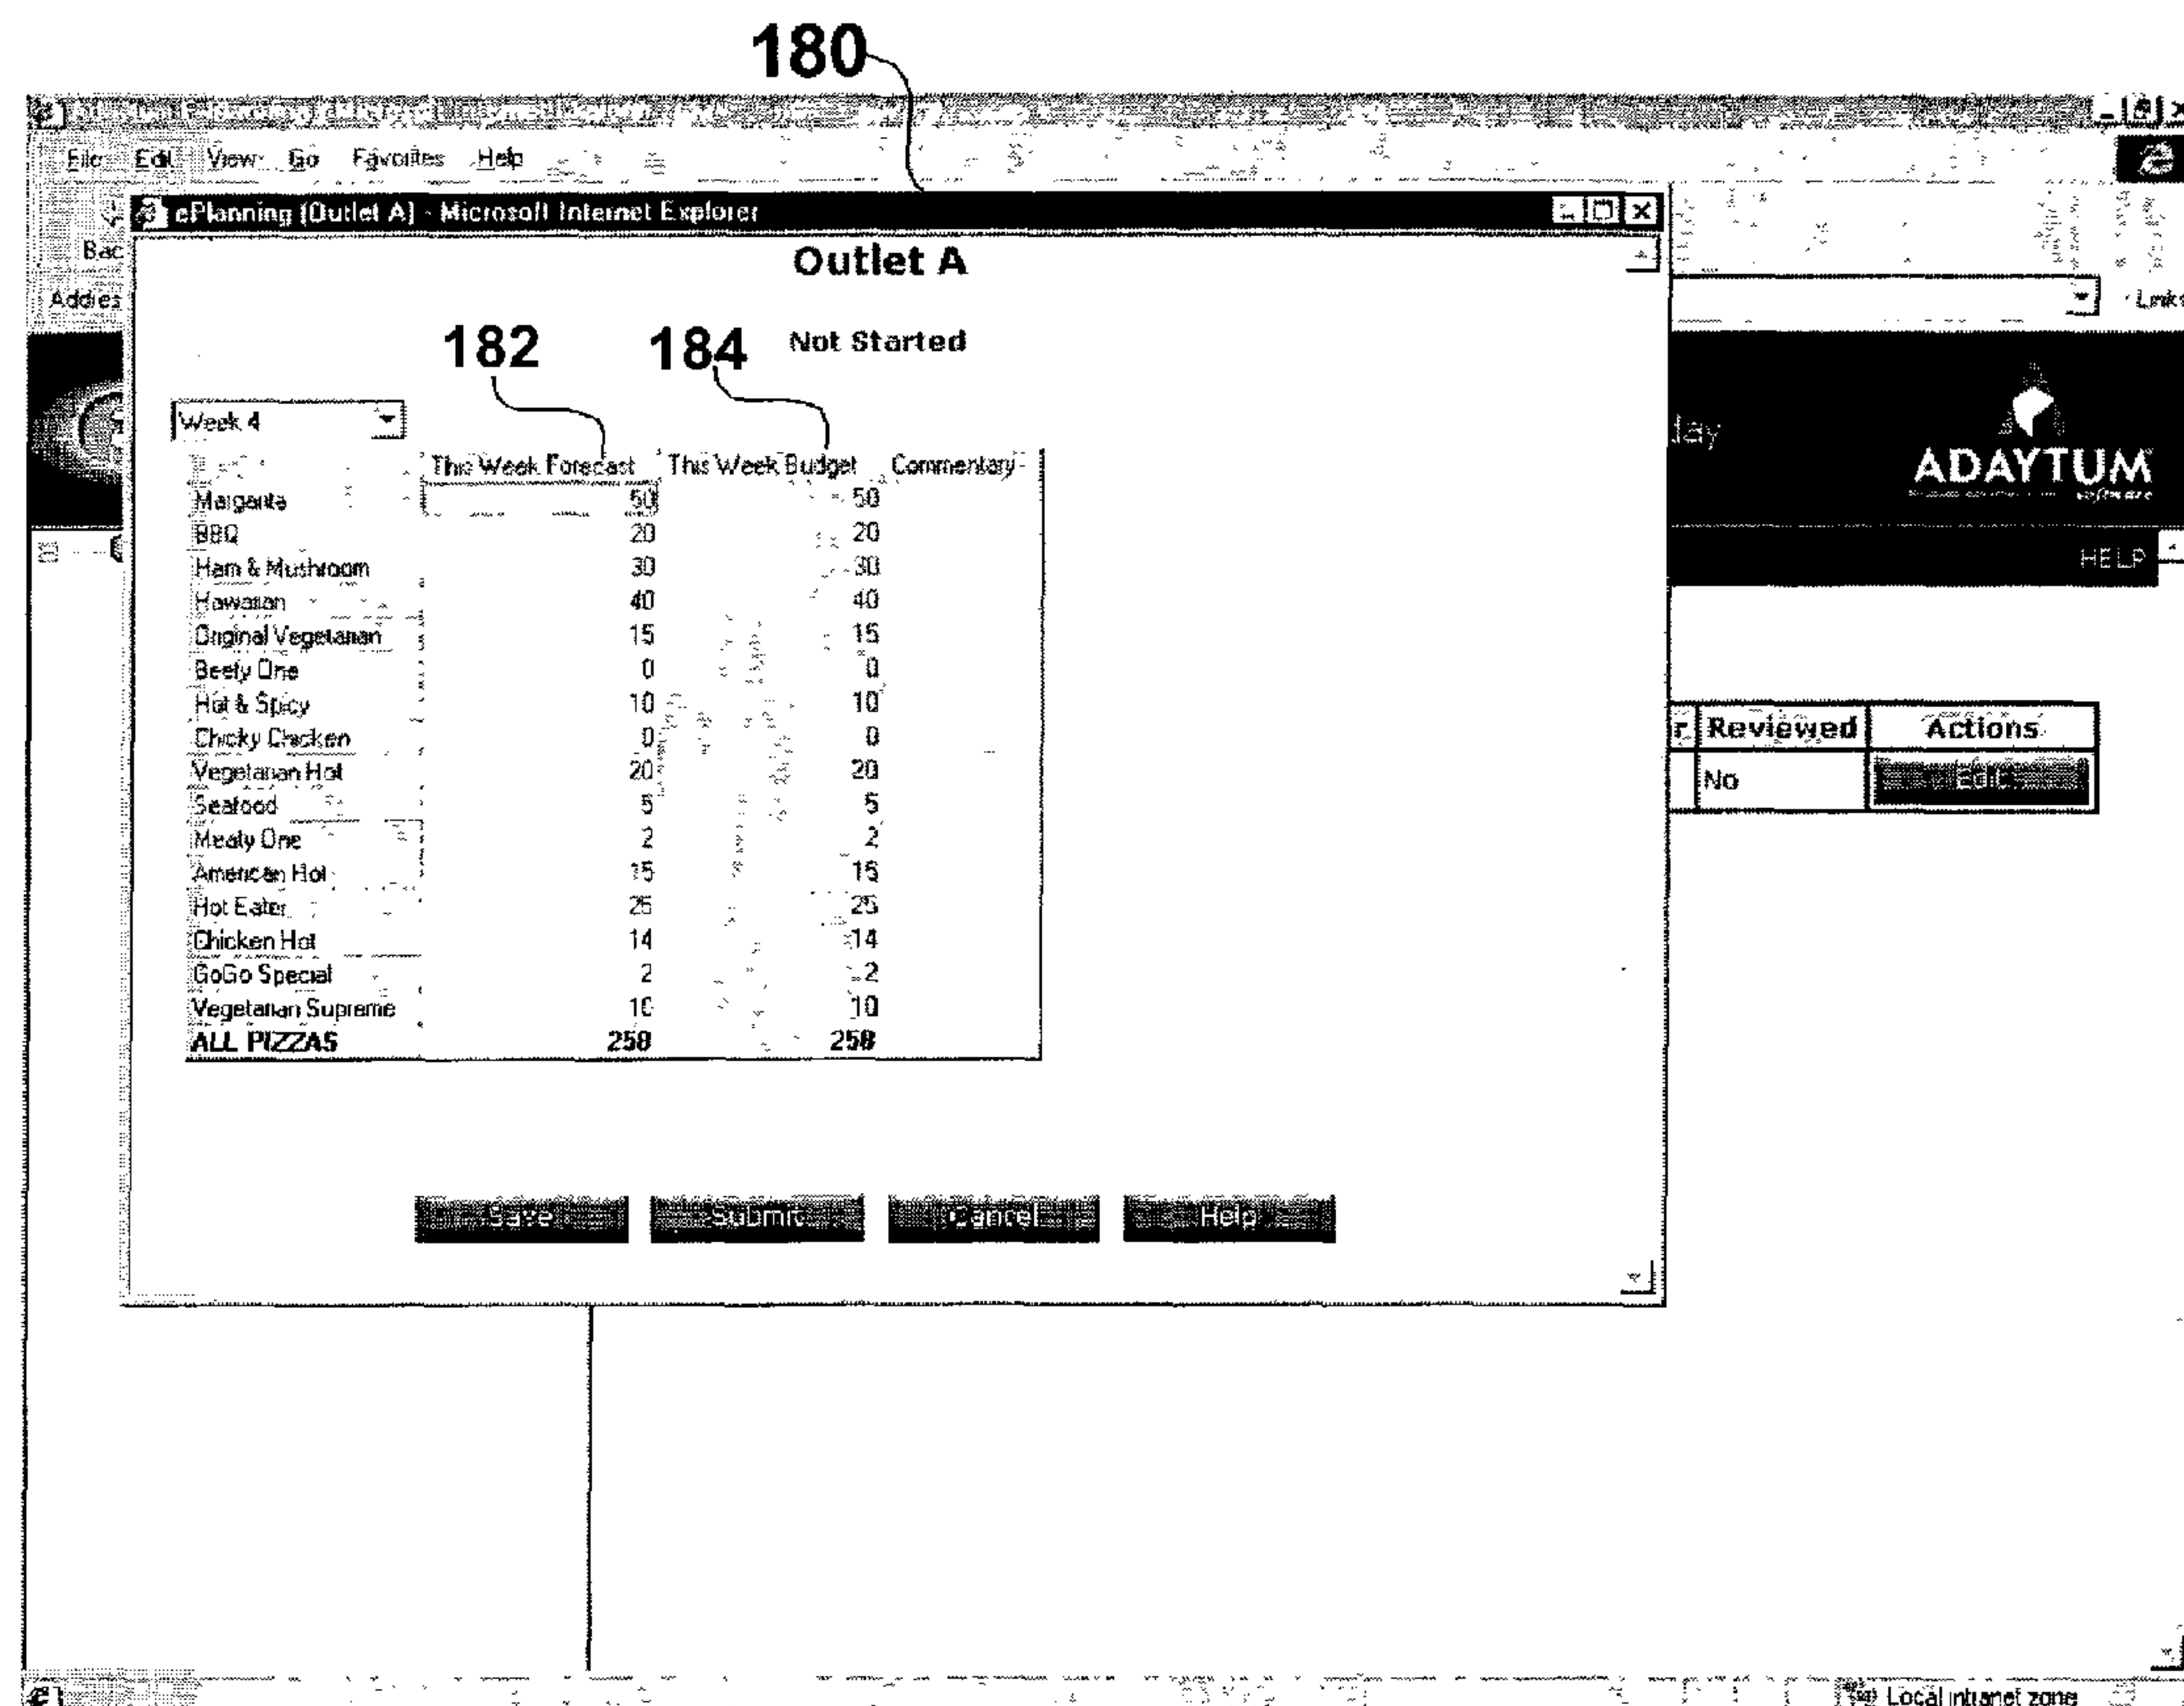 180
File Edit View Go Favorites Help
ePlanning (Outlet A) - Microsoft Internet Explorer
Bac
Outlet A
Addres
Links
182 184 Not Started
Week 4
lay
ADAYTUM
software
This Week Forecast This Week Budget Commentary
Margarita 50 50
BBQ 20 20
HELP
Ham & Mushroom 30 30
Hawaiian 40 40
Original Vegetarian 15 15
Beefy One 0 0
Hot & Spicy 10 10
r Reviewed Actions
Chicky Chicken 0 0
Vegetarian Hot 20 20
No Edit
Seafood 5 5
Meaty One 2 2
American Hot 15 15
Hot Eater 25 25
Chicken Hot 14 14
GoGo Special 2 2
Vegetarian Supreme 10 10
ALL PIZZAS 258 258
Save Submit Cancel Help
Local intranet zone